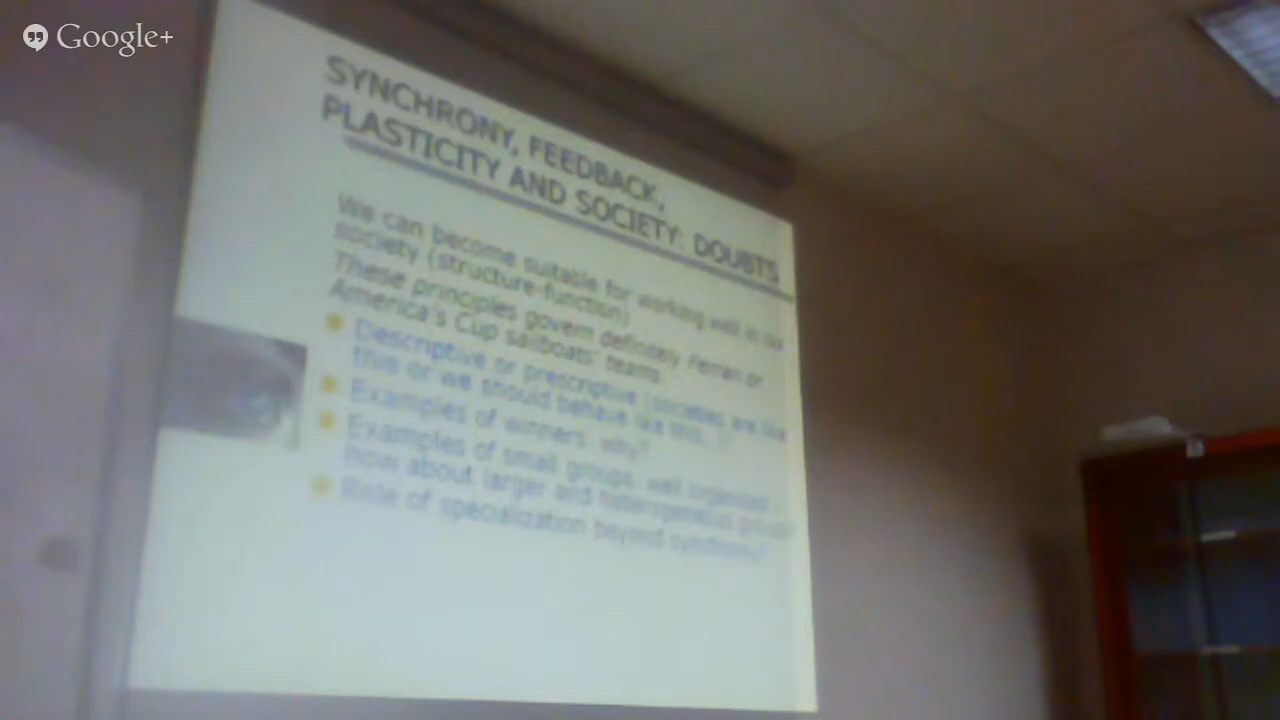 Google+
SYNCHRONY, FEEDBACK,
PLASTICITY AND SOCIETY: DOUBTS
We can become suitable for working well in our
society (structure-function)
These principles govern definitely Ferrari or
America's Cup sailboats' teams
Descriptive or prescriptive (societies are like
this or we should behave like this...)
Examples of winners: why?
Examples of small groups, well organised...
how about larger and heterogeneous groups
Role of specialization beyond synchrony